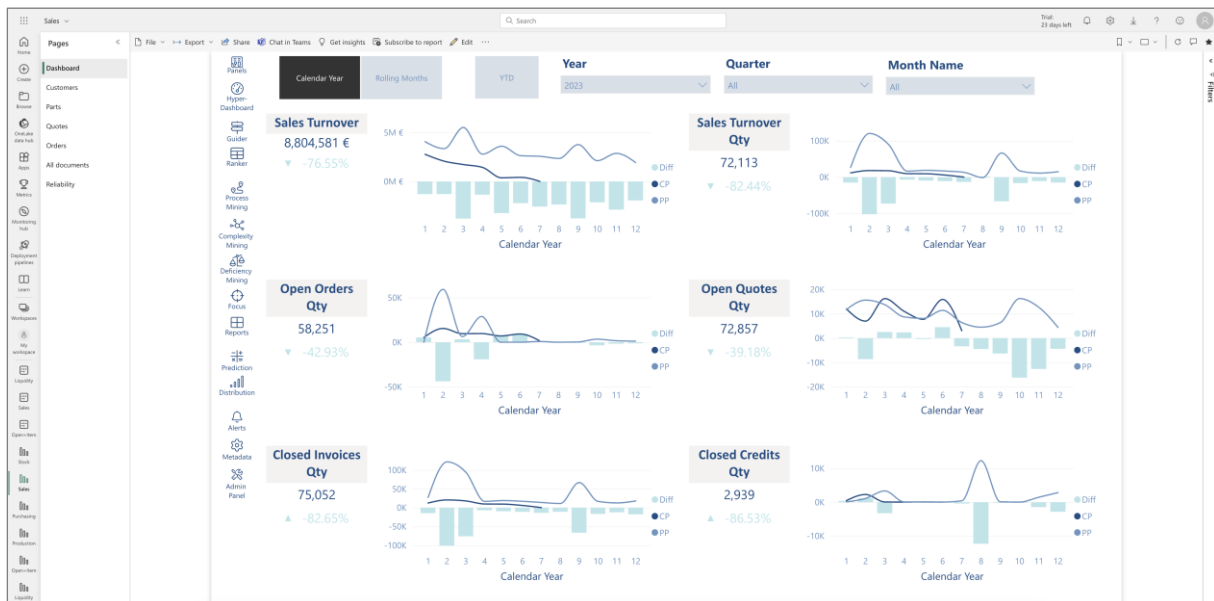 Sales
Search
Trial:
23 days left
Home
Create
Browse
OneLake
data hub
Apps
Metrics
Monitoring
hub
Deployment
pipelines
Learn
Workspaces
My
workspace
Liquidity
Sales
Open-Item
Stock
Sales
Purchasing
Production
Open-Item
Liquidity
Pages
Dashboard
Customers
Parts
Quotes
Orders
All documents
Reliability
File
Export
Share
Chat in Teams
Get insights
Subscribe to report
Edit
Filters
Panels
Hyper-
Dashboard
Guider
Ranker
Process
Mining
Complexity
Mining
Deficiency
Mining
Focus
Reports
Prediction
Distribution
Alerts
Metadata
Admin
Panel
Calendar Year
Rolling Months
YTD
Year
2023
Quarter
All
Month Name
All
Sales Turnover
8,804,581 €
▼ -76.55%
5M €
0M €
1 2 3 4 5 6 7 8 9 10 11 12
Calendar Year
Diff
CP
PP
Sales Turnover
Qty
72,113
▼ -82.44%
100K
0K
-100K
1 2 3 4 5 6 7 8 9 10 11 12
Calendar Year
Diff
CP
PP
Open Orders
Qty
58,251
▼ -42.93%
50K
0K
-50K
1 2 3 4 5 6 7 8 9 10 11 12
Calendar Year
Diff
CP
PP
Open Quotes
Qty
72,857
▼ -39.18%
20K
10K
0K
-10K
-20K
1 2 3 4 5 6 7 8 9 10 11 12
Calendar Year
Diff
CP
PP
Closed Invoices
Qty
75,052
▲ -82.65%
100K
50K
0K
-50K
-100K
1 2 3 4 5 6 7 8 9 10 11 12
Calendar Year
Diff
CP
PP
Closed Credits
Qty
2,939
▲ -86.53%
10K
0K
-10K
1 2 3 4 5 6 7 8 9 10 11 12
Calendar Year
Diff
CP
PP